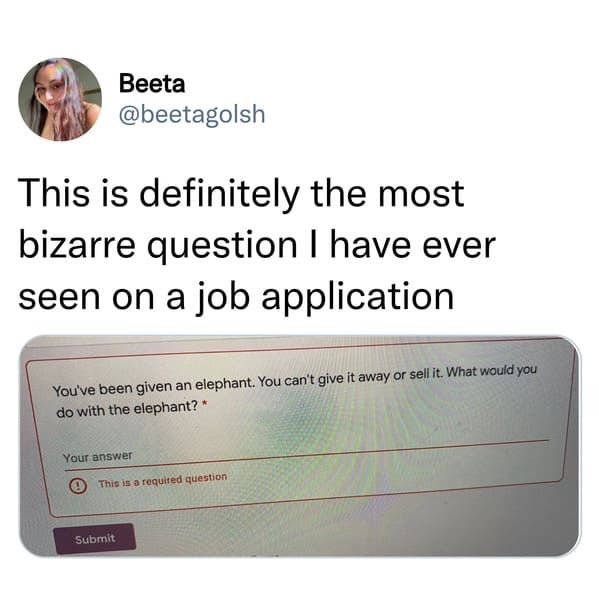 Beeta
@beetagolsh
This is definitely the most
bizarre question I have ever
seen on a job application
You've been given an elephant. You can't give it away or sell it. What would you
do with the elephant? *
Your answer
! This is a required question
Submit